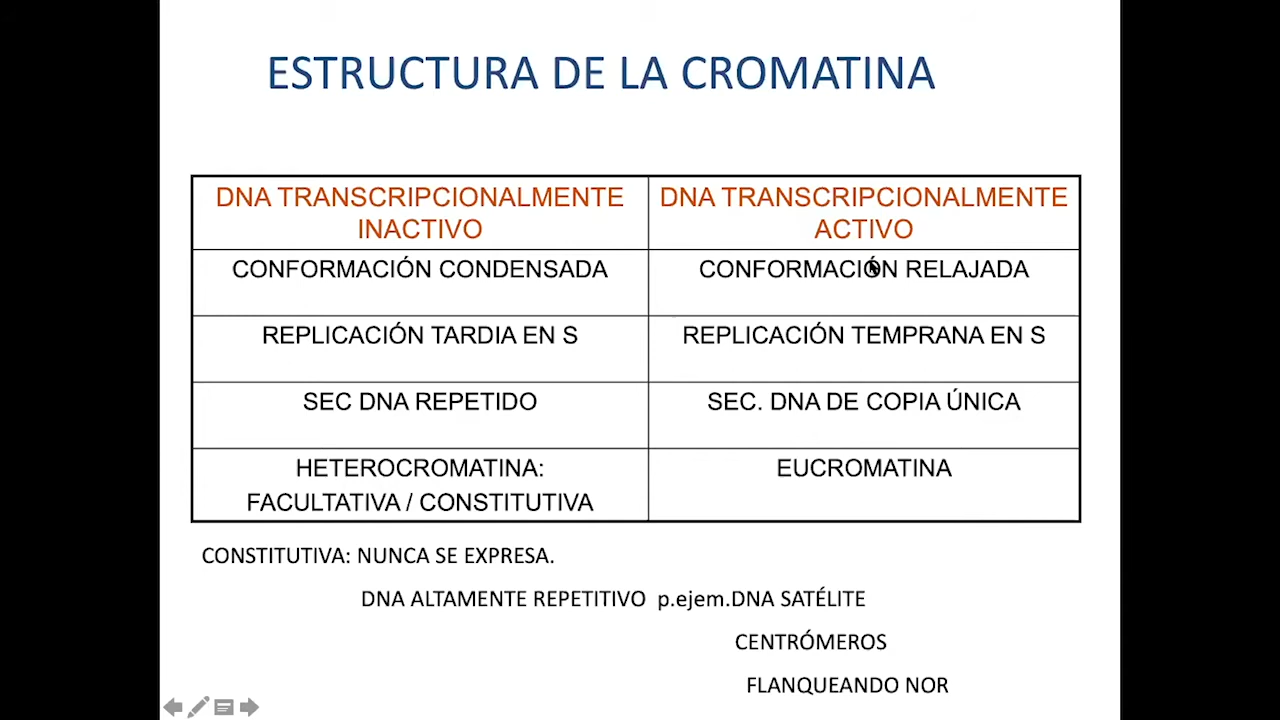 ESTRUCTURA DE LA CROMATINA
DNA TRANSCRIPCIONALMENTE
INACTIVO
DNA TRANSCRIPCIONALMENTE
ACTIVO
CONFORMACIÓN CONDENSADA
CONFORMACIÓN RELAJADA
REPLICACIÓN TARDIA EN S
REPLICACIÓN TEMPRANA EN S
SEC DNA REPETIDO
SEC. DNA DE COPIA ÚNICA
HETEROCROMATINA:
FACULTATIVA / CONSTITUTIVA
EUCROMATINA
CONSTITUTIVA: NUNCA SE EXPRESA.
DNA ALTAMENTE REPETITIVO p.ejem.DNA SATÉLITE
CENTRÓMEROS
FLANQUEANDO NOR